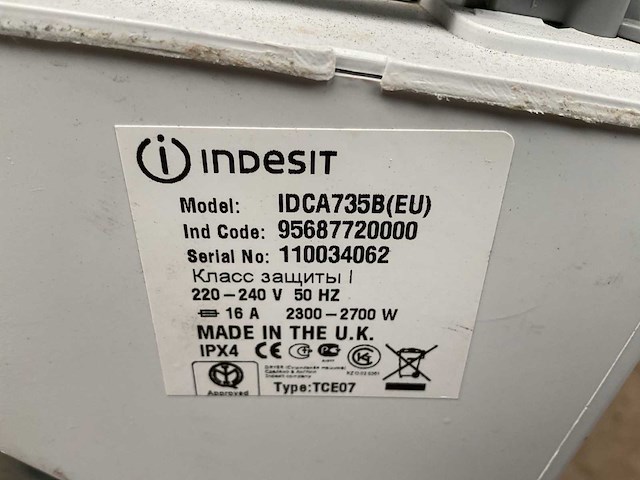 indesit
Model: IDCA735B(EU)
Ind Code: 95687720000
Serial No: 110034062
Класс защиты I
220-240 V 50 HZ
16 A 2300-2700 W
MADE IN THE U.K.
IPX4 CE
Approved
Type:TCE07